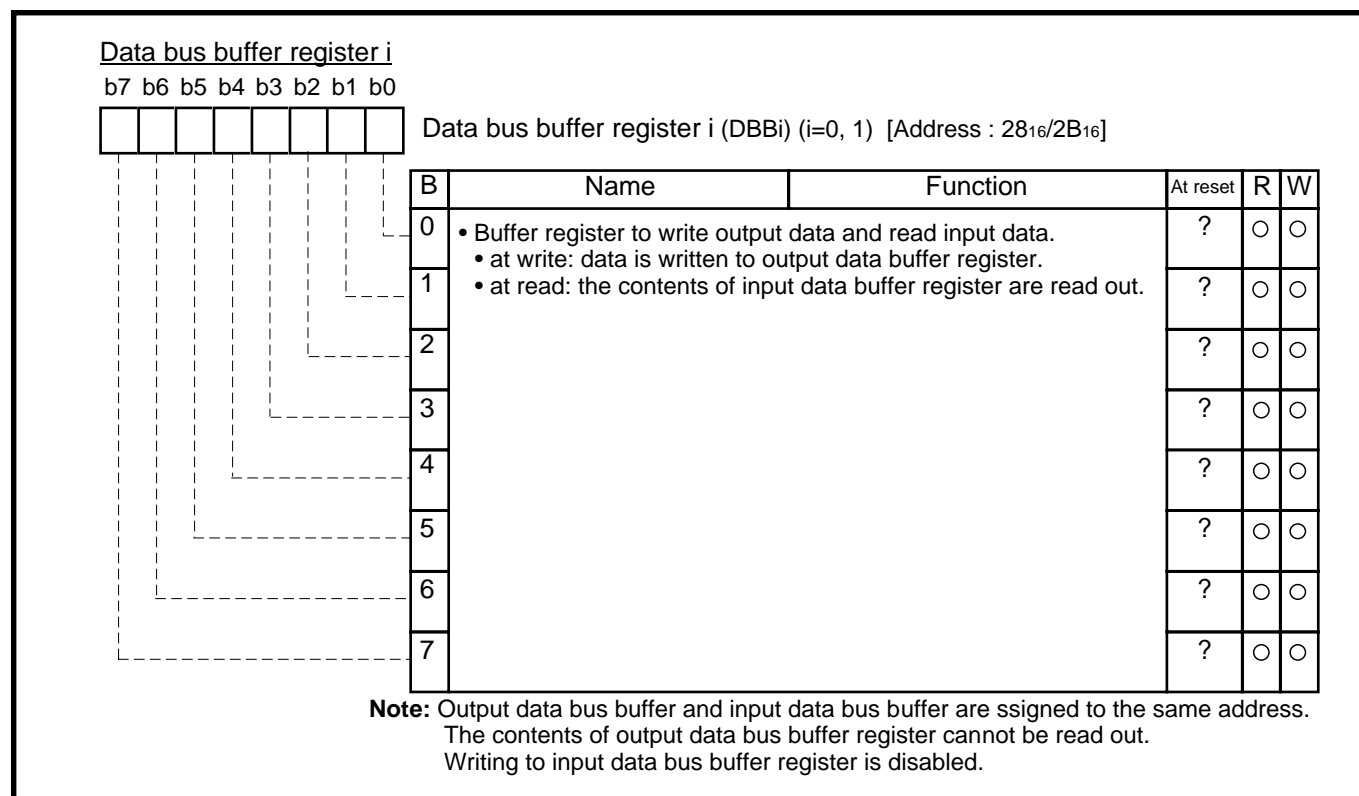 Data bus buffer register i
b7 b6 b5 b4 b3 b2 b1 b0
Data bus buffer register i (DBBi) (i=0, 1) [Address : 28₁₆/2B₁₆]
B Name Function At reset R W
0 • Buffer register to write output data and read input data. ? ○ ○
• at write: data is written to output data buffer register.
1 • at read: the contents of input data buffer register are read out. ? ○ ○
2 ? ○ ○
3 ? ○ ○
4 ? ○ ○
5 ? ○ ○
6 ? ○ ○
7 ? ○ ○
Note: Output data bus buffer and input data bus buffer are ssigned to the same address.
The contents of output data bus buffer register cannot be read out.
Writing to input data bus buffer register is disabled.